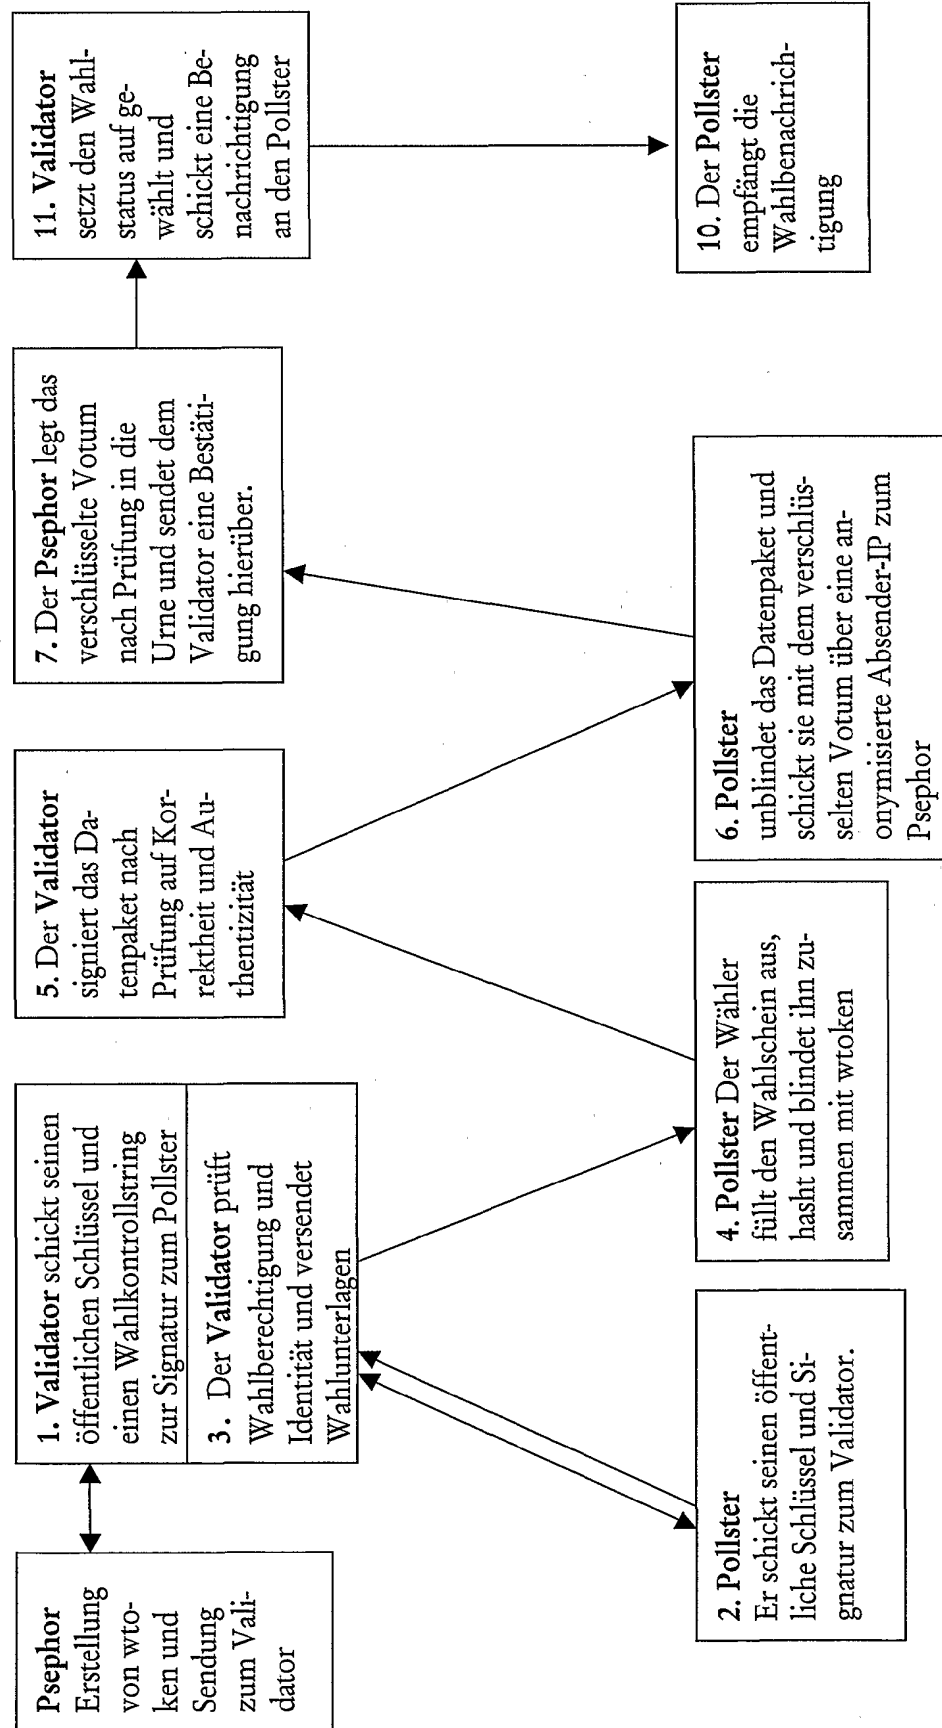 Psephor
Erstellung
von wto-
ken und
Sendung
zum Vali-
dator
1. Validator schickt seinen
öffentlichen Schlüssel und
einen Wahlkontrollstring
zur Signatur zum Pollster
3. Der Validator prüft
Wahlberechtigung und
Identität und versendet
Wahlunterlagen
5. Der Validator
signiert das Da-
tenpaket nach
Prüfung auf Kor-
rektheit und Au-
thentizität
7. Der Psephor legt das
verschlüsselte Votum
nach Prüfung in die
Urne und sendet dem
Validator eine Bestäti-
gung hierüber.
11. Validator
setzt den Wahl-
status auf ge-
wählt und
schickt eine Be-
nachrichtigung
an den Pollster
2. Pollster
Er schickt seinen öffent-
liche Schlüssel und Si-
gnatur zum Validator.
4. Pollster Der Wähler
füllt den Wahlschein aus,
hasht und blindet ihn zu-
sammen mit wtoken
6. Pollster
unblindet das Datenpaket und
schickt sie mit dem verschlüs-
selten Votum über eine an-
onymisierte Absender-IP zum
Psephor
10. Der Pollster
empfängt die
Wahlbenachrich-
tigung